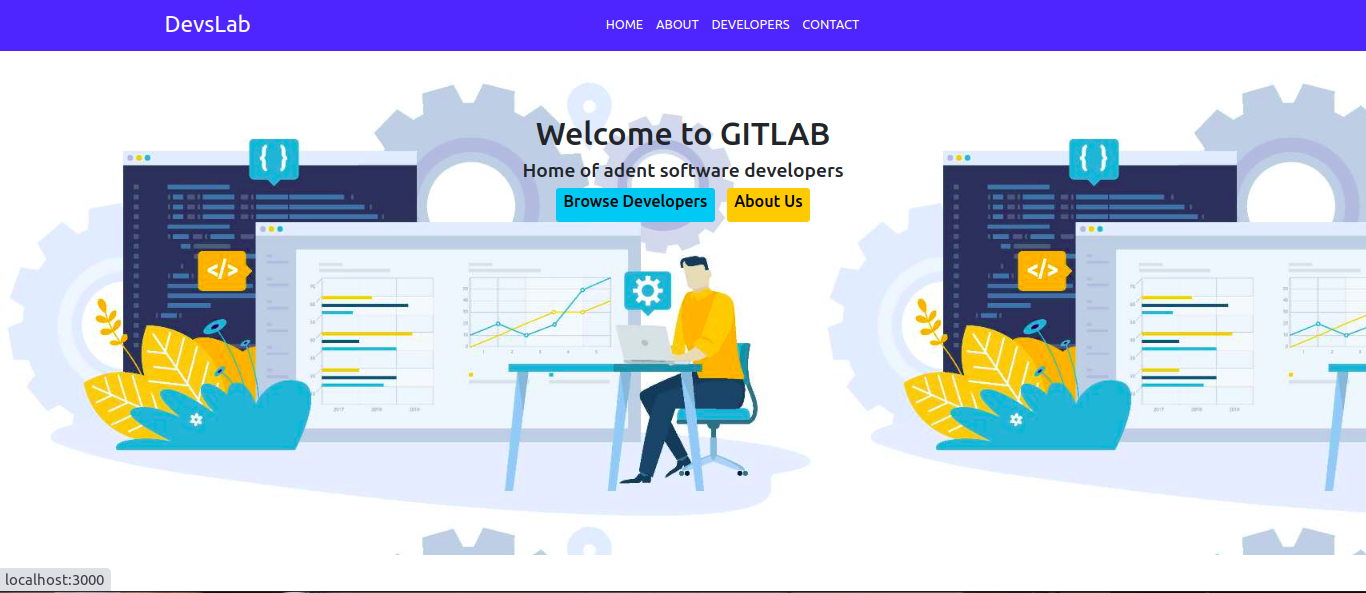 DevsLab
HOME ABOUT DEVELOPERS CONTACT
Welcome to GITLAB
Home of adent software developers
Browse Developers About Us
{ }
{ }
</>
</>
localhost:3000